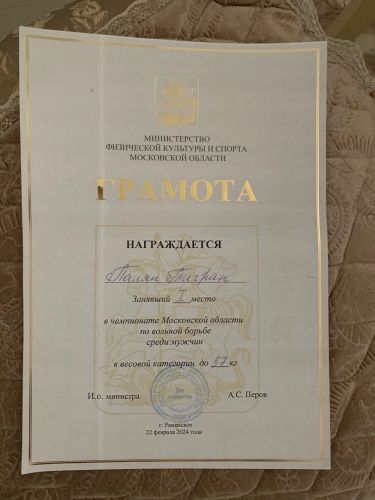 МИНИСТЕРСТВО
ФИЗИЧЕСКОЙ КУЛЬТУРЫ И СПОРТА
МОСКОВСКОЙ ОБЛАСТИ
ГРАМОТА
НАГРАЖДАЕТСЯ
Палян Тигран
Занявший I место
в чемпионате Московской области
по вольной борьбе
среди мужчин
в весовой категории до 57 кг
И.о. министра А.С. Перов
г. Раменское
22 февраля 2024 года